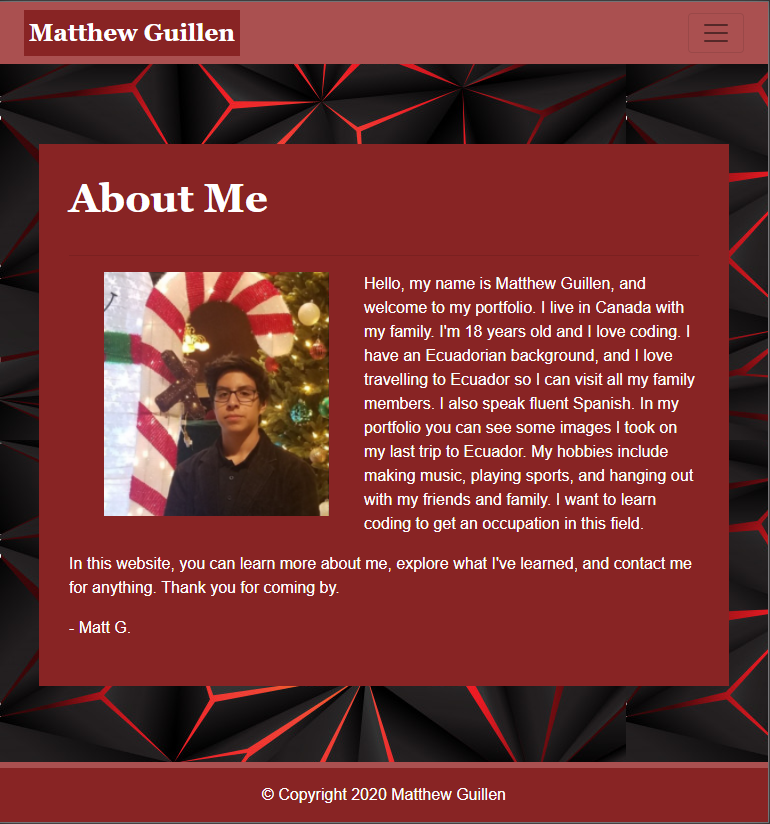 Matthew Guillen
About Me
Hello, my name is Matthew Guillen, and
welcome to my portfolio. I live in Canada with
my family. I'm 18 years old and I love coding. I
have an Ecuadorian background, and I love
travelling to Ecuador so I can visit all my family
members. I also speak fluent Spanish. In my
portfolio you can see some images I took on
my last trip to Ecuador. My hobbies include
making music, playing sports, and hanging out
with my friends and family. I want to learn
coding to get an occupation in this field.
In this website, you can learn more about me, explore what I've learned, and contact me
for anything. Thank you for coming by.
- Matt G.
© Copyright 2020 Matthew Guillen